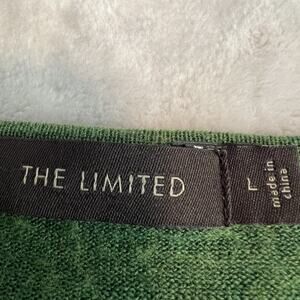 THE LIMITED
L
made in
china